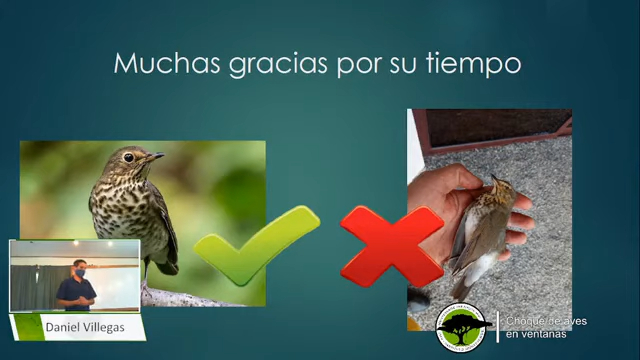 Muchas gracias por su tiempo
Daniel Villegas
Choque de aves
en ventanas